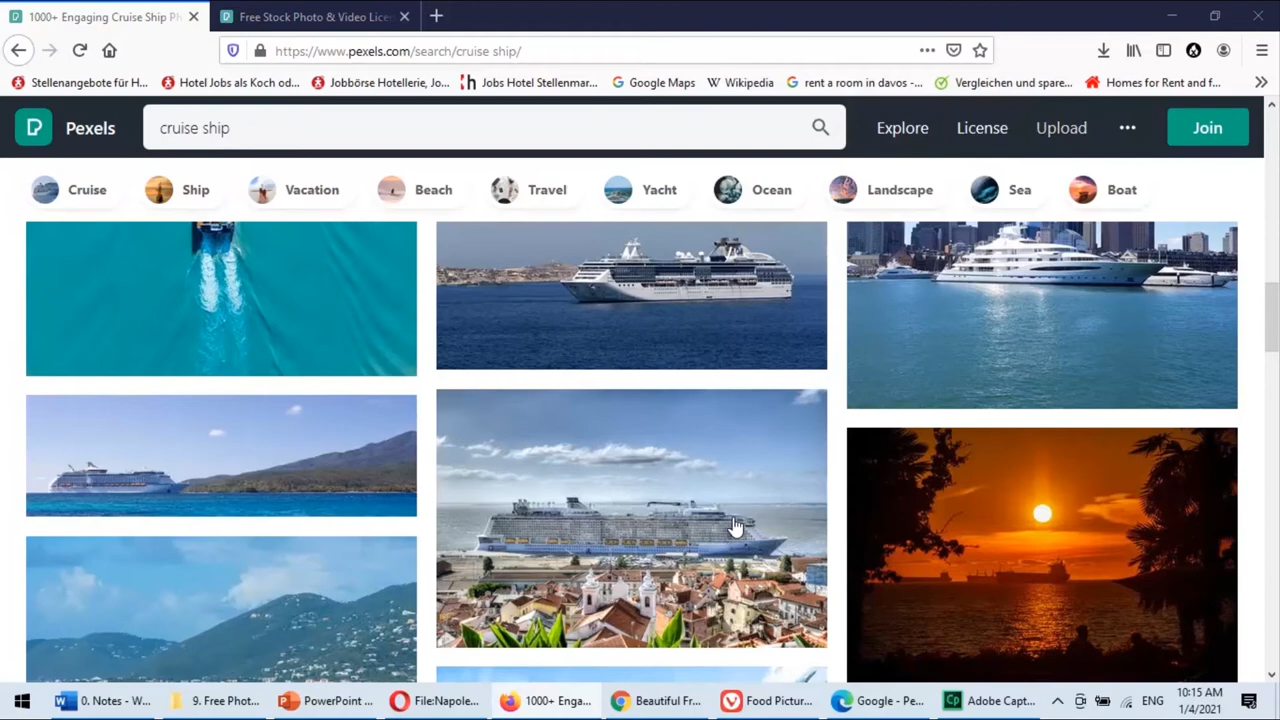 1000+ Engaging Cruise Ship Ph
Free Stock Photo & Video Licen
https://www.pexels.com/search/cruise ship/
Stellenangebote für H...
Hotel Jobs als Koch od...
Jobbörse Hotellerie, Jo...
Jobs Hotel Stellenmar...
Google Maps
Wikipedia
rent a room in davos -...
Vergleichen und spare...
Homes for Rent and f...
Pexels
cruise ship
Explore
License
Upload
Join
Cruise
Ship
Vacation
Beach
Travel
Yacht
Ocean
Landscape
Sea
Boat
0. Notes - W...
9. Free Phot...
PowerPoint ...
File:Napole...
1000+ Enga...
Beautiful Fr...
Food Pictur...
Google - Pe...
Cp
Adobe Capt...
ENG
10:15 AM
1/4/2021